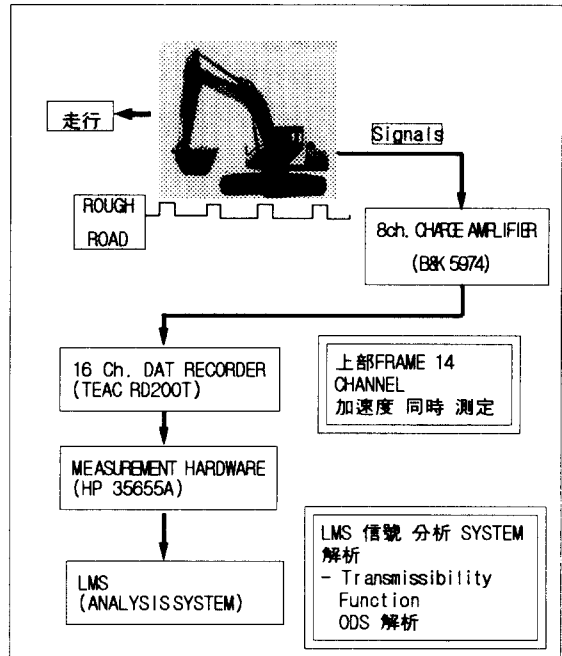 走行
Signals
ROUGH
ROAD
8ch. CHARGE AMPLIFIER
(B&K 5974)
16 Ch. DAT RECORDER
(TEAC RD200T)
上部FRAME 14
CHANNEL
加速度 同時 測定
MEASUREMENT HARDWARE
(HP 35655A)
LMS
(ANALYSIS SYSTEM)
LMS 信號 分析 SYSTEM
解析
- Transmissibility
Function
ODS 解析